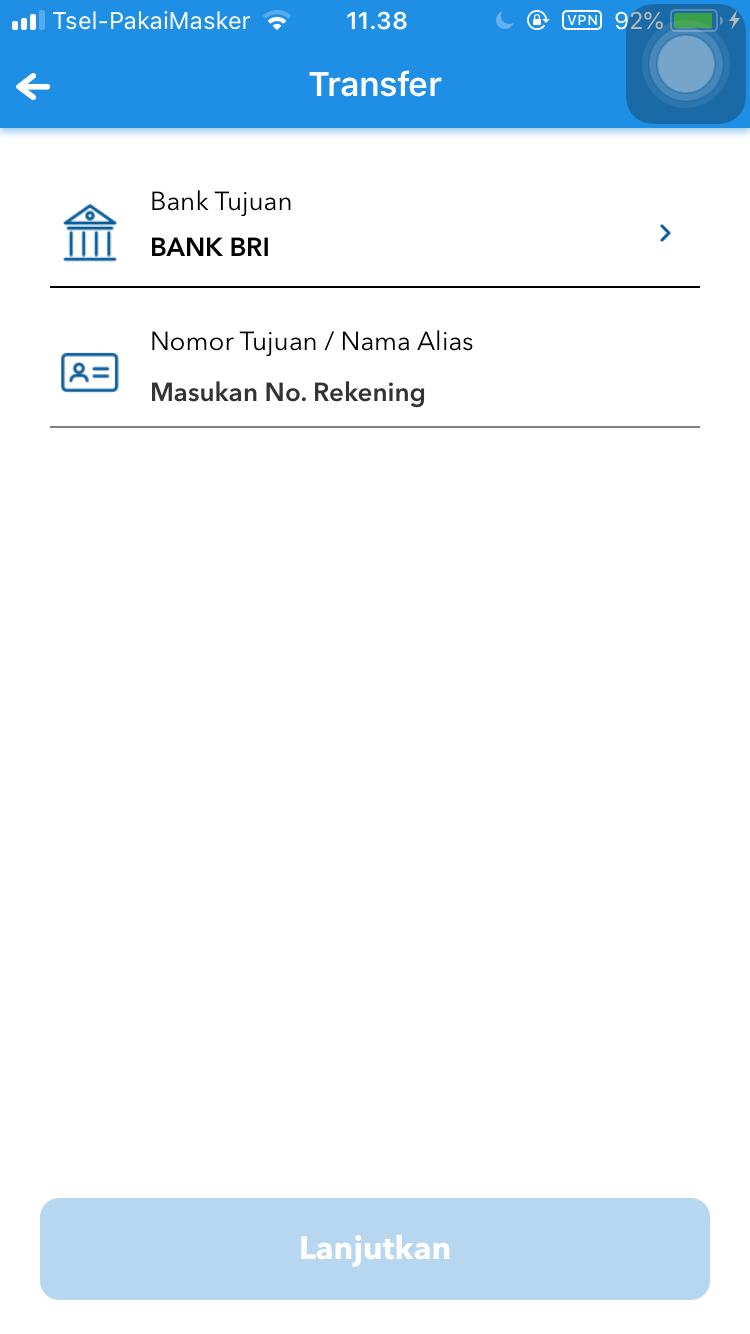 Tsel-PakaiMasker 11.38 VPN 92%
Transfer
Bank Tujuan
BANK BRI
Nomor Tujuan / Nama Alias
Masukan No. Rekening
Lanjutkan